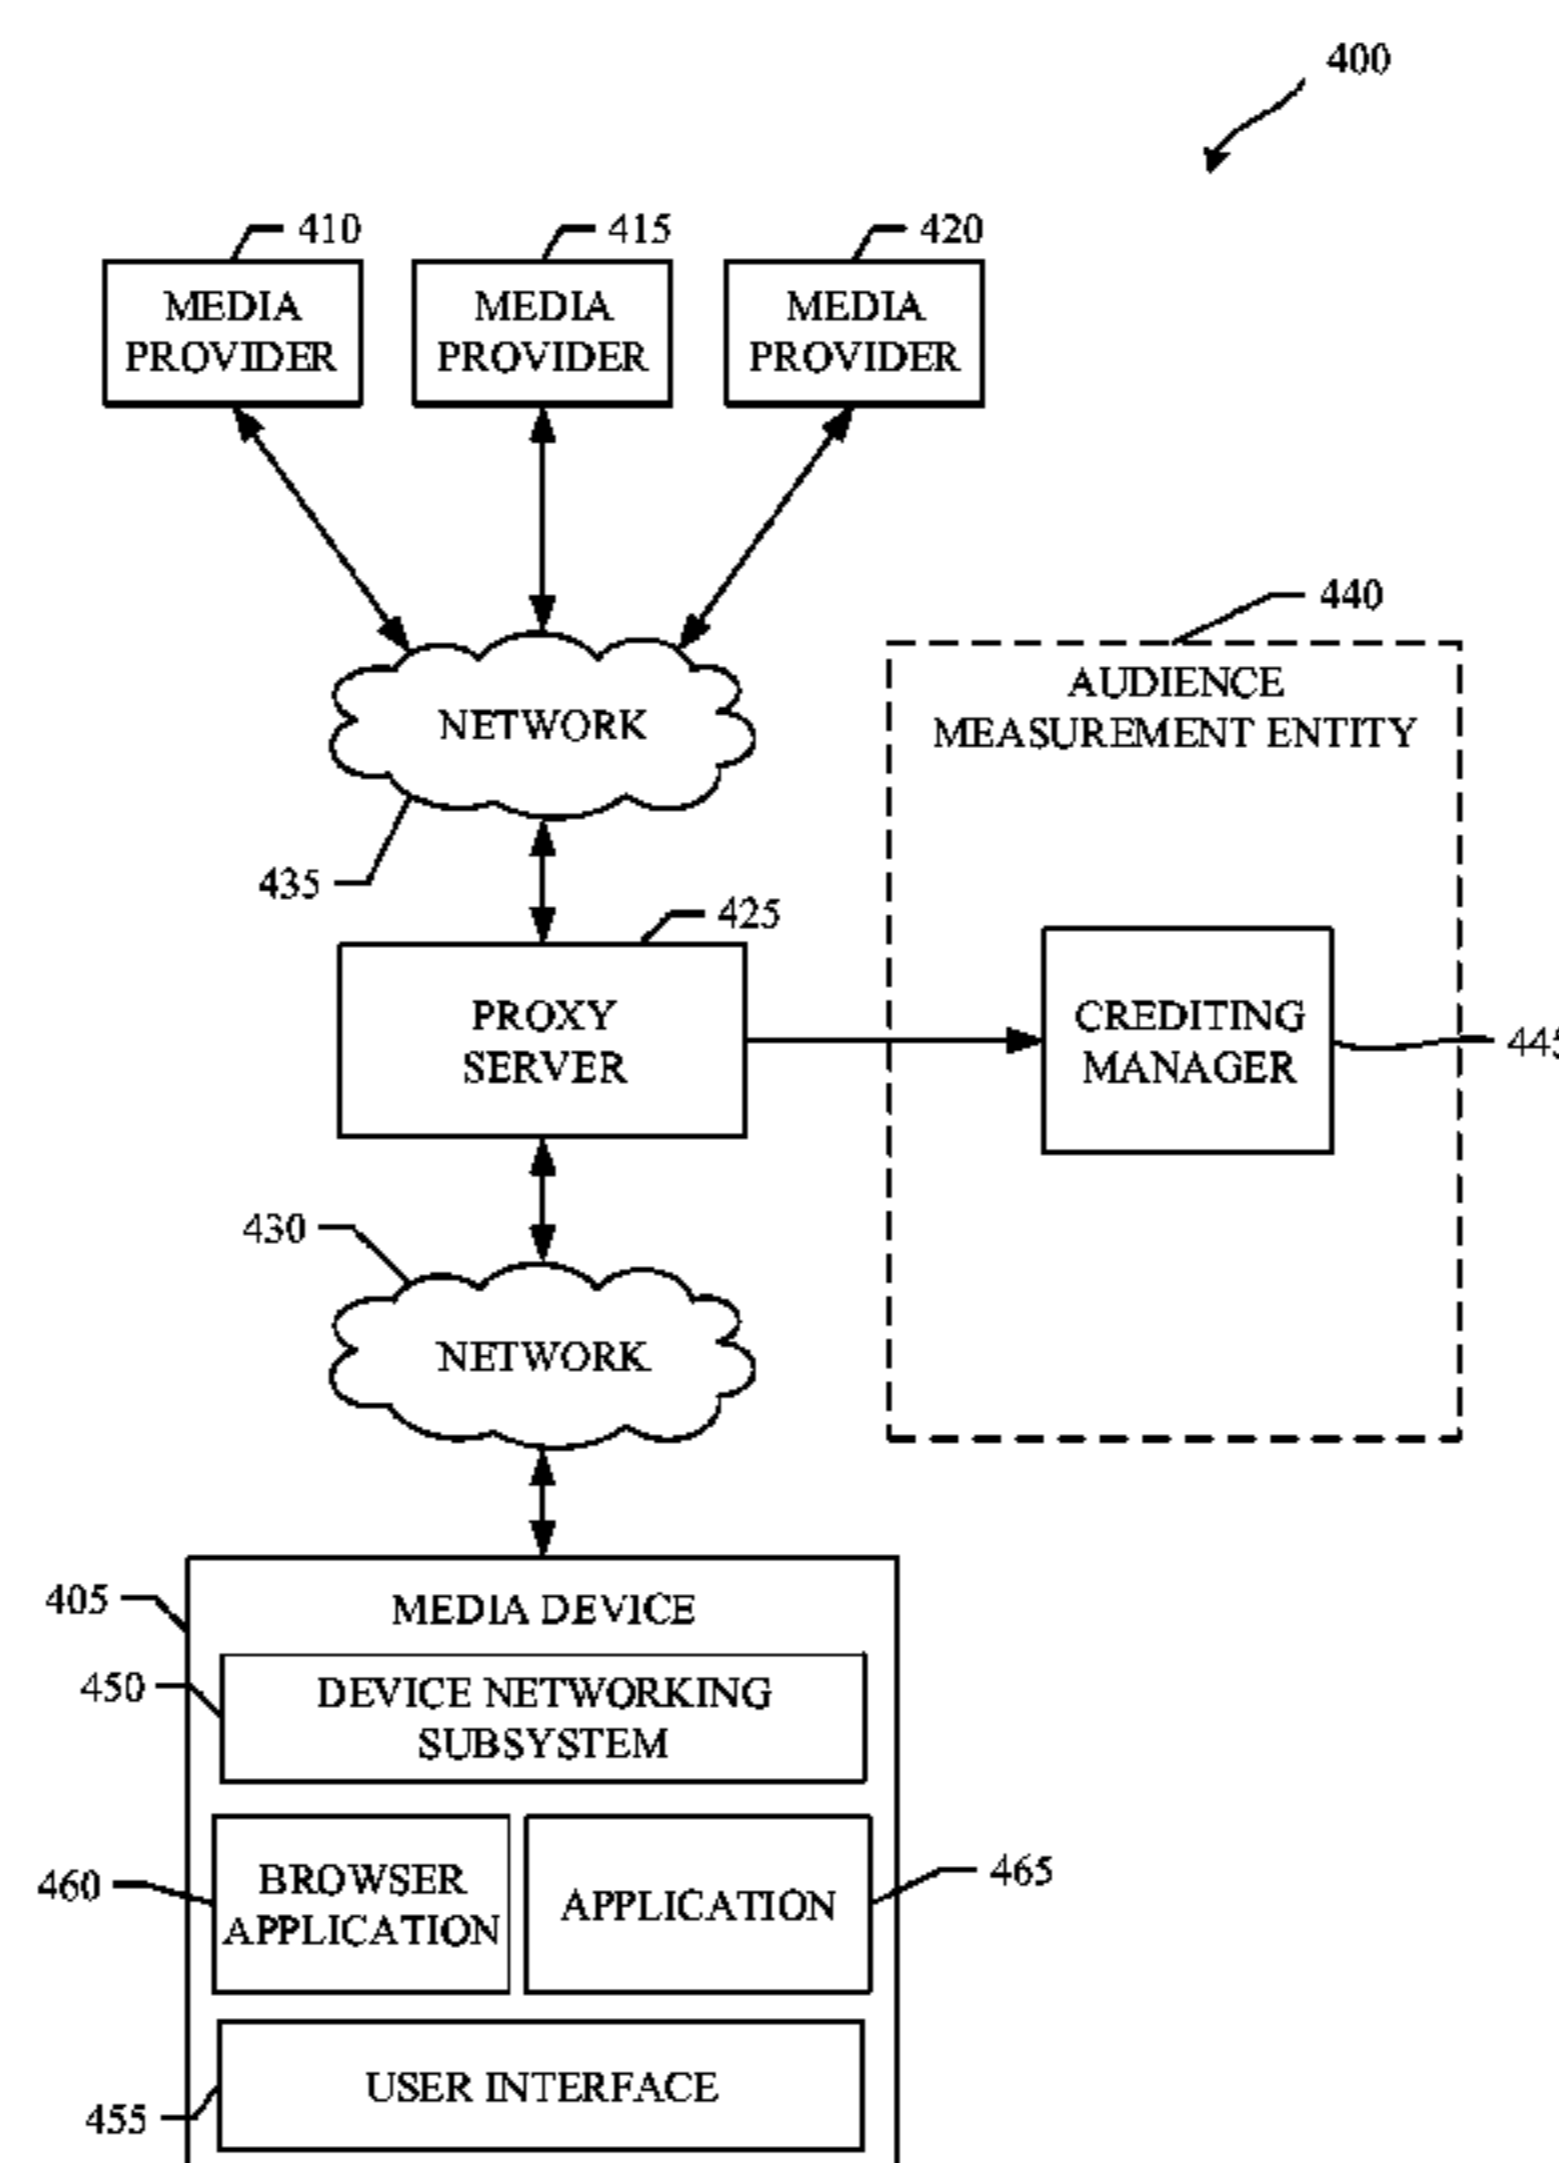 400
410
415
420
MEDIA
PROVIDER
MEDIA
PROVIDER
MEDIA
PROVIDER
440
NETWORK
AUDIENCE
MEASUREMENT ENTITY
435
425
PROXY
SERVER
CREDITING
MANAGER
445
430
NETWORK
405
MEDIA DEVICE
450
DEVICE NETWORKING
SUBSYSTEM
460
BROWSER
APPLICATION
APPLICATION
465
USER INTERFACE
455